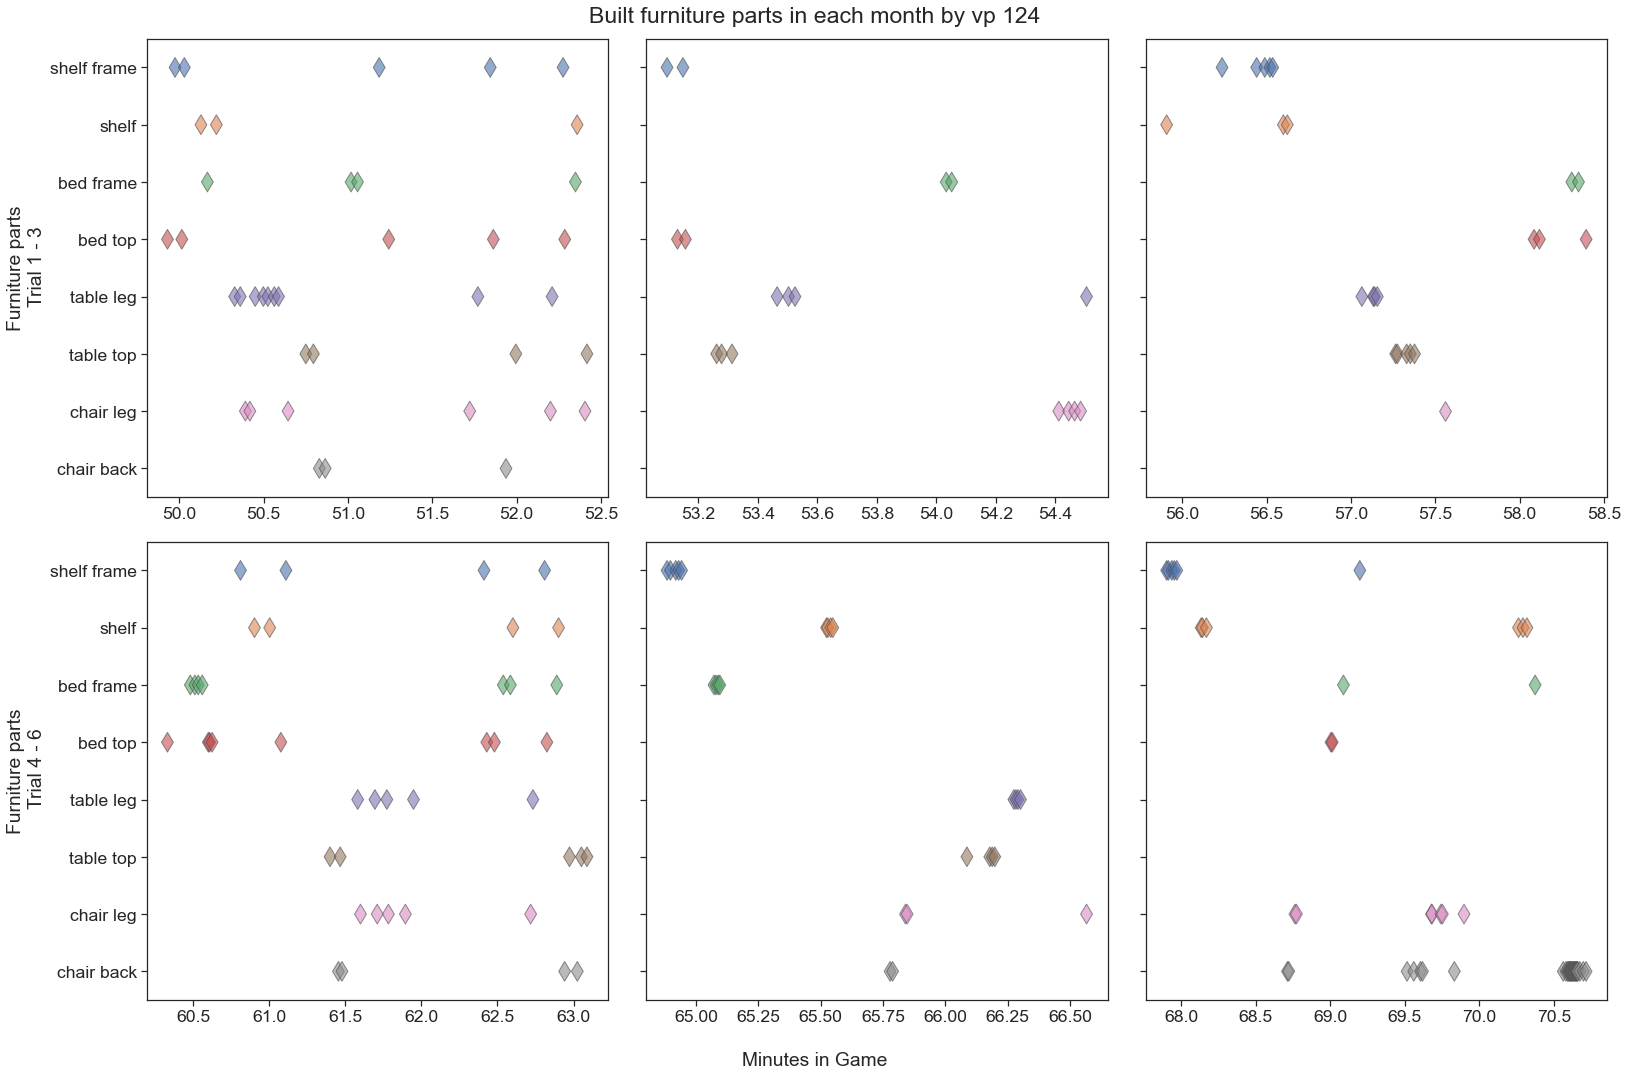 Built furniture parts in each month by vp 124
Furniture parts
Trial 1 - 3
shelf frame
shelf
bed frame
bed top
table leg
table top
chair leg
chair back
50.0 50.5 51.0 51.5 52.0 52.5
53.2 53.4 53.6 53.8 54.0 54.2 54.4
56.0 56.5 57.0 57.5 58.0 58.5
Furniture parts
Trial 4 - 6
shelf frame
shelf
bed frame
bed top
table leg
table top
chair leg
chair back
60.5 61.0 61.5 62.0 62.5 63.0
65.00 65.25 65.50 65.75 66.00 66.25 66.50
68.0 68.5 69.0 69.5 70.0 70.5
Minutes in Game